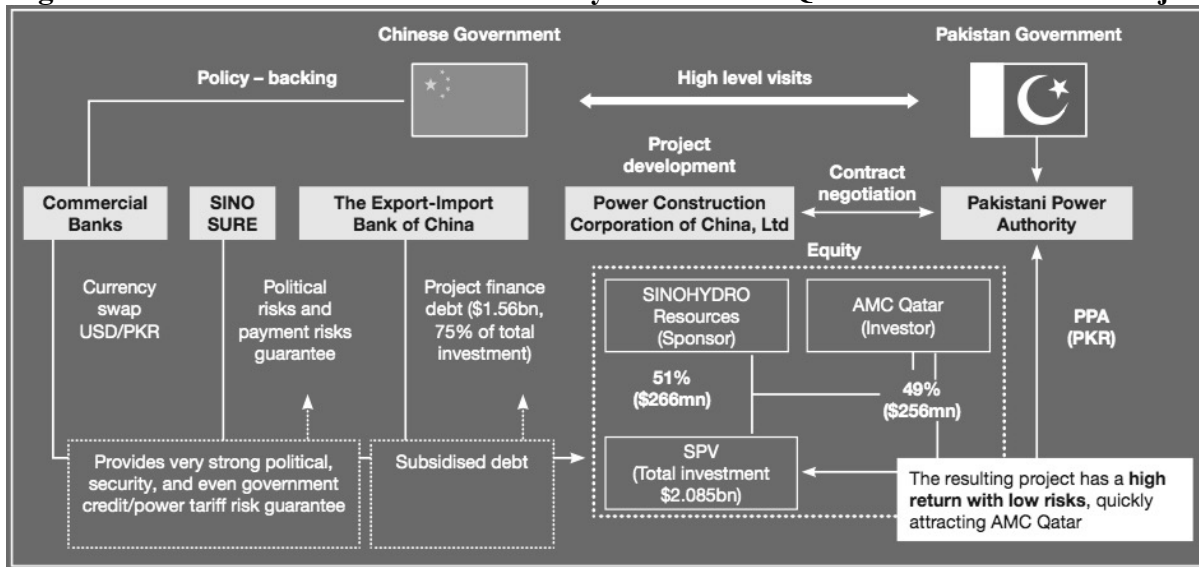 Chinese Government
Pakistan Government
Policy – backing
High level visits
Project
development
Contract
negotiation
Commercial
Banks
SINO
SURE
The Export-Import
Bank of China
Power Construction
Corporation of China, Ltd
Pakistani Power
Authority
Equity
Currency
swap
USD/PKR
Political
risks and
payment risks
guarantee
Project finance
debt ($1.56bn,
75% of total
investment)
SINOHYDRO
Resources
(Sponsor)
AMC Qatar
(Investor)
PPA
(PKR)
51%
($266mn)
49%
($256mn)
Provides very strong political,
security, and even government
credit/power tariff risk guarantee
Subsidised debt
SPV
(Total investment
$2.085bn)
The resulting project has a high
return with low risks, quickly
attracting AMC Qatar